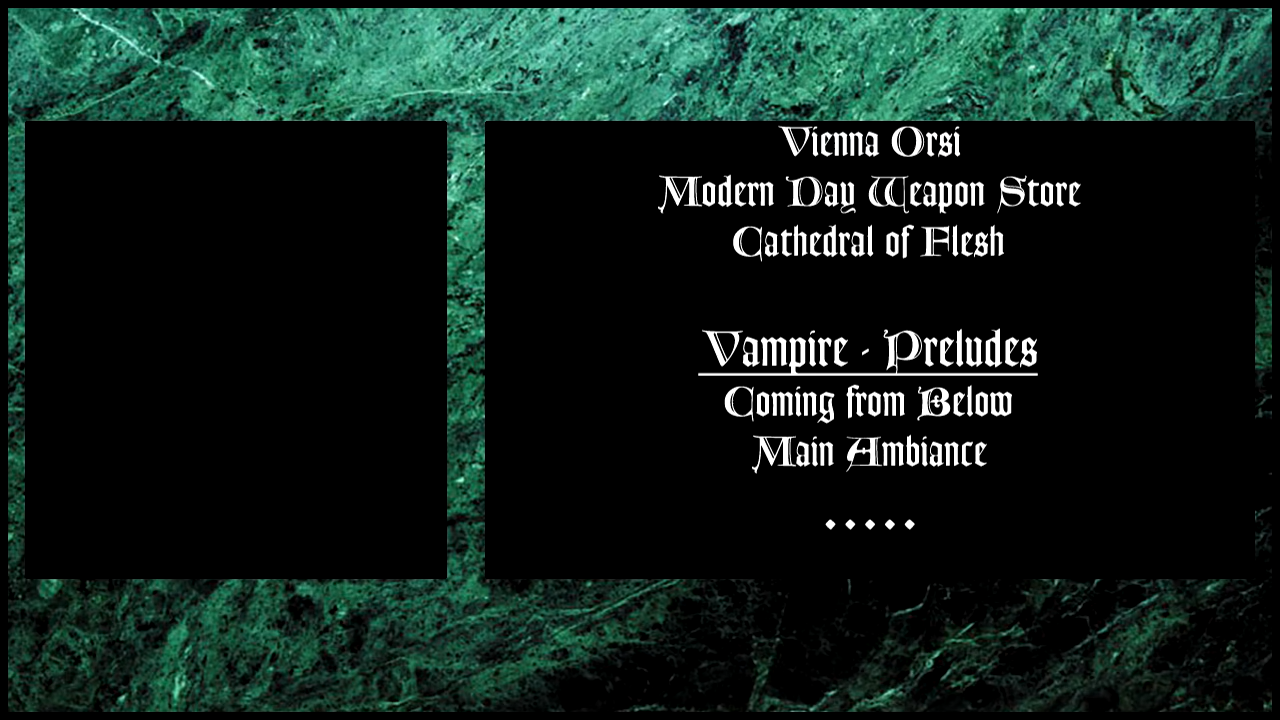 Vienna Orsi
Modern Day Weapon Store
Cathedral of Flesh
Vampire - Preludes
Coming from Below
Main Ambiance